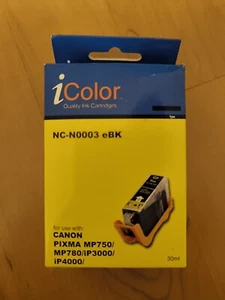 iColor
Quality Ink Cartridges
NC-N0003 eBK
for use with:
CANON
PIXMA MP750/
MP780/iP3000/
iP4000/
30ml